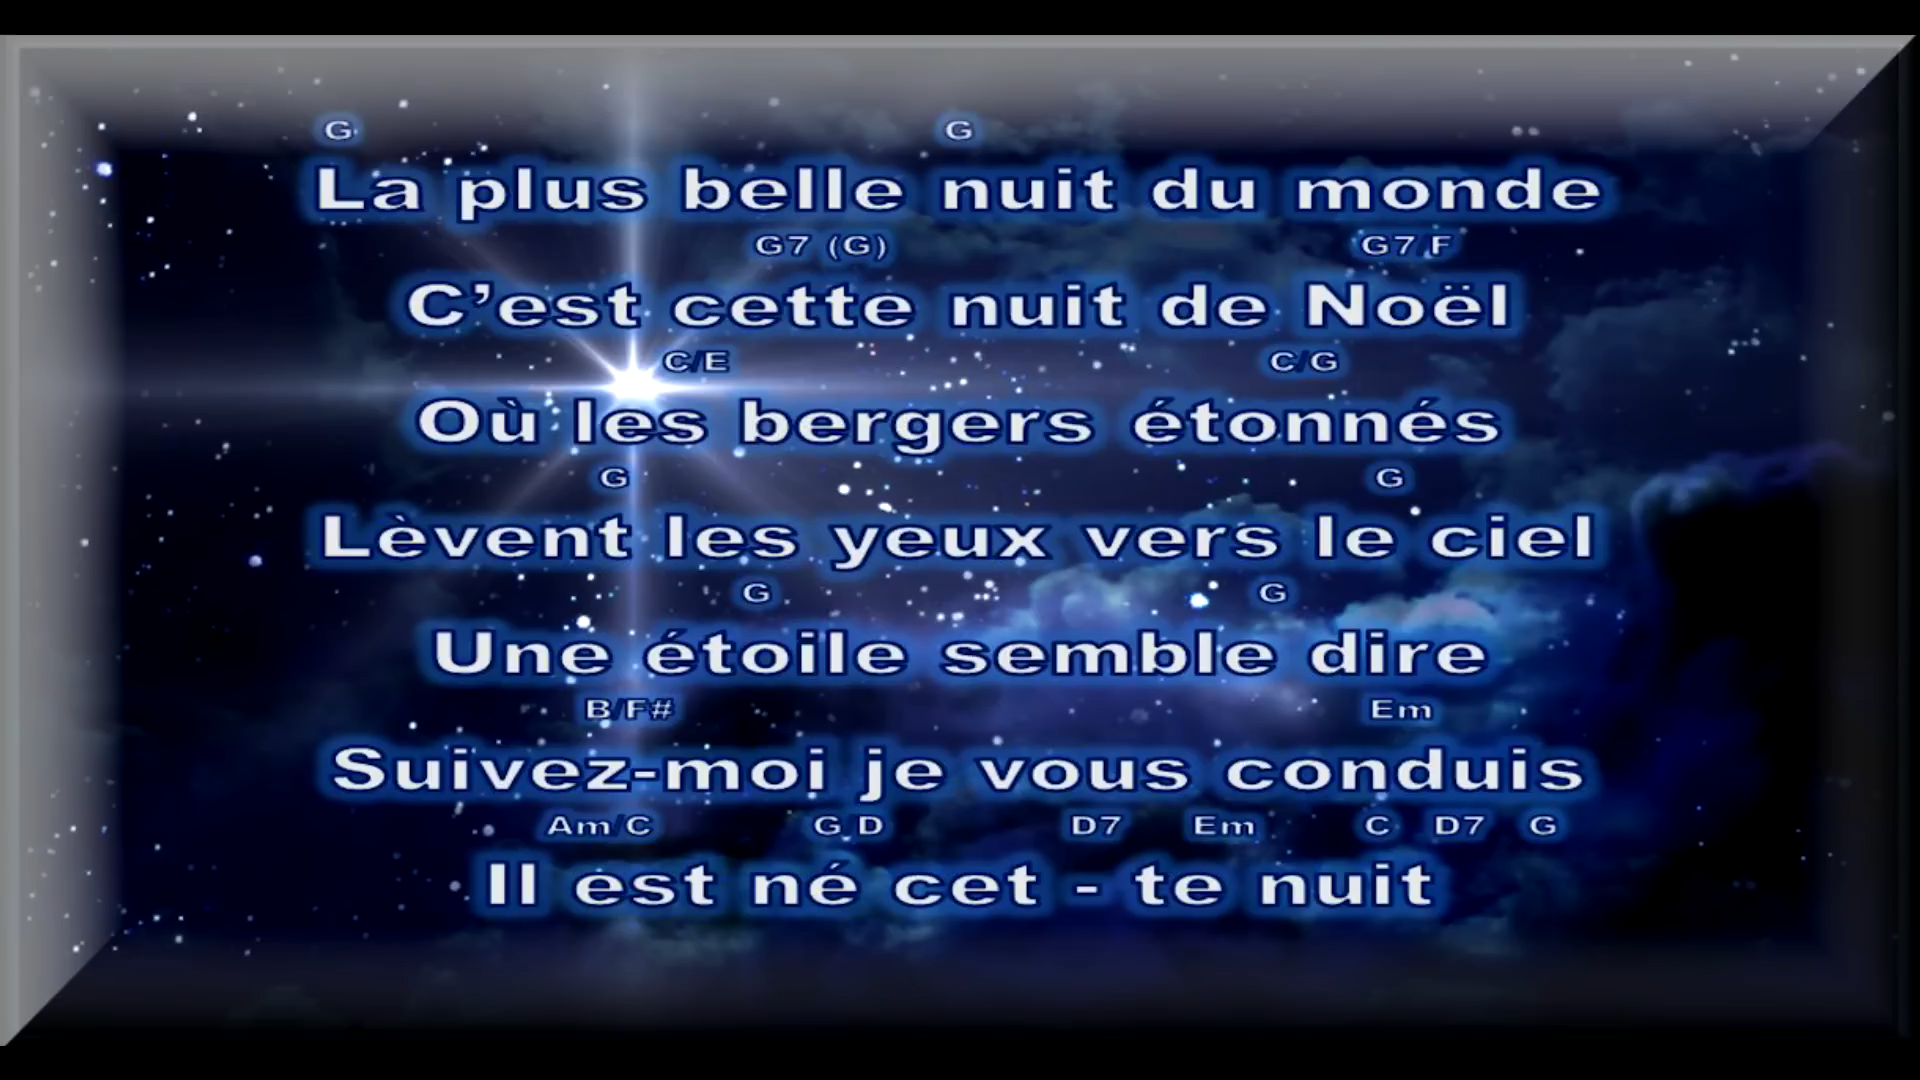 G G
La plus belle nuit du monde
G7 (G) G7/F
C’est cette nuit de Noël
C/E C/G
Où les bergers étonnés
G G
Lèvent les yeux vers le ciel
G G
Une étoile semble dire
B/F# Em
Suivez-moi je vous conduis
Am/C G/D D7 Em C D7 G
Il est né cet - te nuit